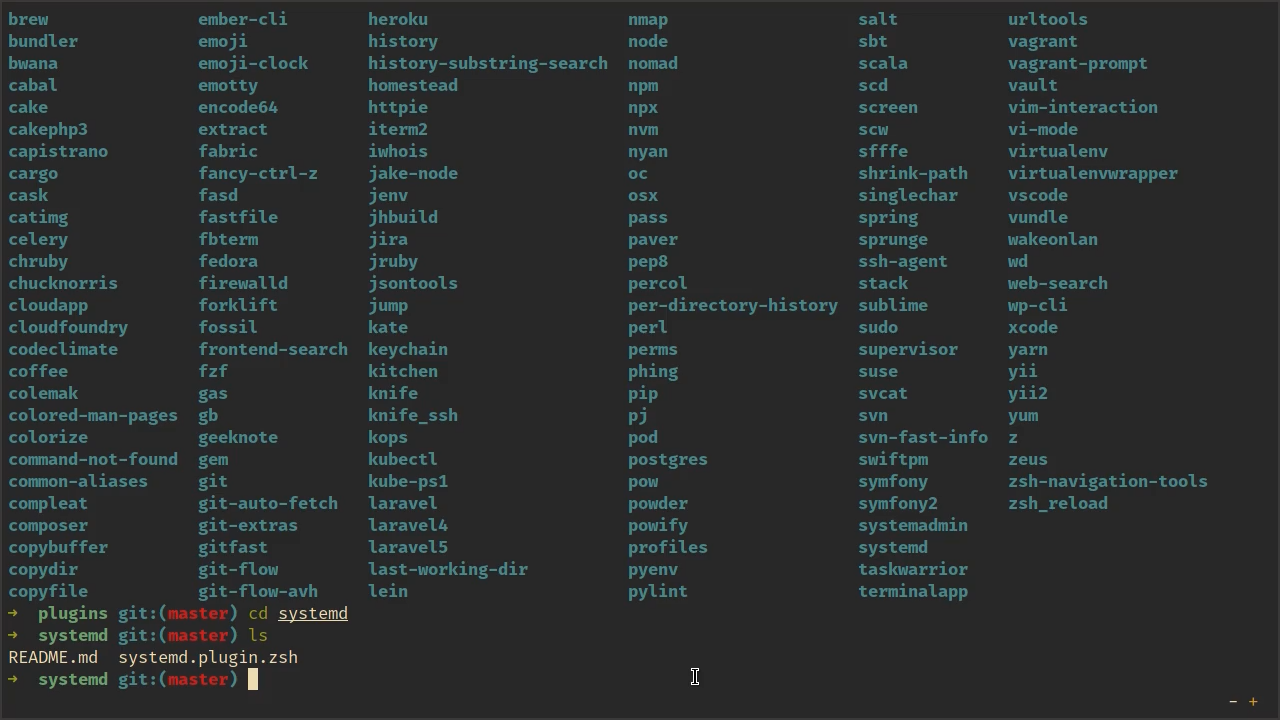 brew ember-cli heroku nmap salt urltools
bundler emoji history node sbt vagrant
bwana emoji-clock history-substring-search nomad scala vagrant-prompt
cabal emotty homestead npm scd vault
cake encode64 httpie npx screen vim-interaction
cakephp3 extract iterm2 nvm scw vi-mode
capistrano fabric iwhois nyan sfffe virtualenv
cargo fancy-ctrl-z jake-node oc shrink-path virtualenvwrapper
cask fasd jenv osx singlechar vscode
catimg fastfile jhbuild pass spring vundle
celery fbterm jira paver sprunge wakeonlan
chruby fedora jruby pep8 ssh-agent wd
chucknorris firewalld jsontools percol stack web-search
cloudapp forklift jump per-directory-history sublime wp-cli
cloudfoundry fossil kate perl sudo xcode
codeclimate frontend-search keychain perms supervisor yarn
coffee fzf kitchen phing suse yii
colemak gas knife pip svcat yii2
colored-man-pages gb knife_ssh pj svn yum
colorize geeknote kops pod svn-fast-info z
command-not-found gem kubectl postgres swiftpm zeus
common-aliases git kube-ps1 pow symfony zsh-navigation-tools
compleat git-auto-fetch laravel powder symfony2 zsh_reload
composer git-extras laravel4 powify systemadmin
copybuffer gitfast laravel5 profiles systemd
copydir git-flow last-working-dir pyenv taskwarrior
copyfile git-flow-avh lein pylint terminalapp
➜ plugins git:(master) cd systemd
➜ systemd git:(master) ls
README.md systemd.plugin.zsh
➜ systemd git:(master)
- +